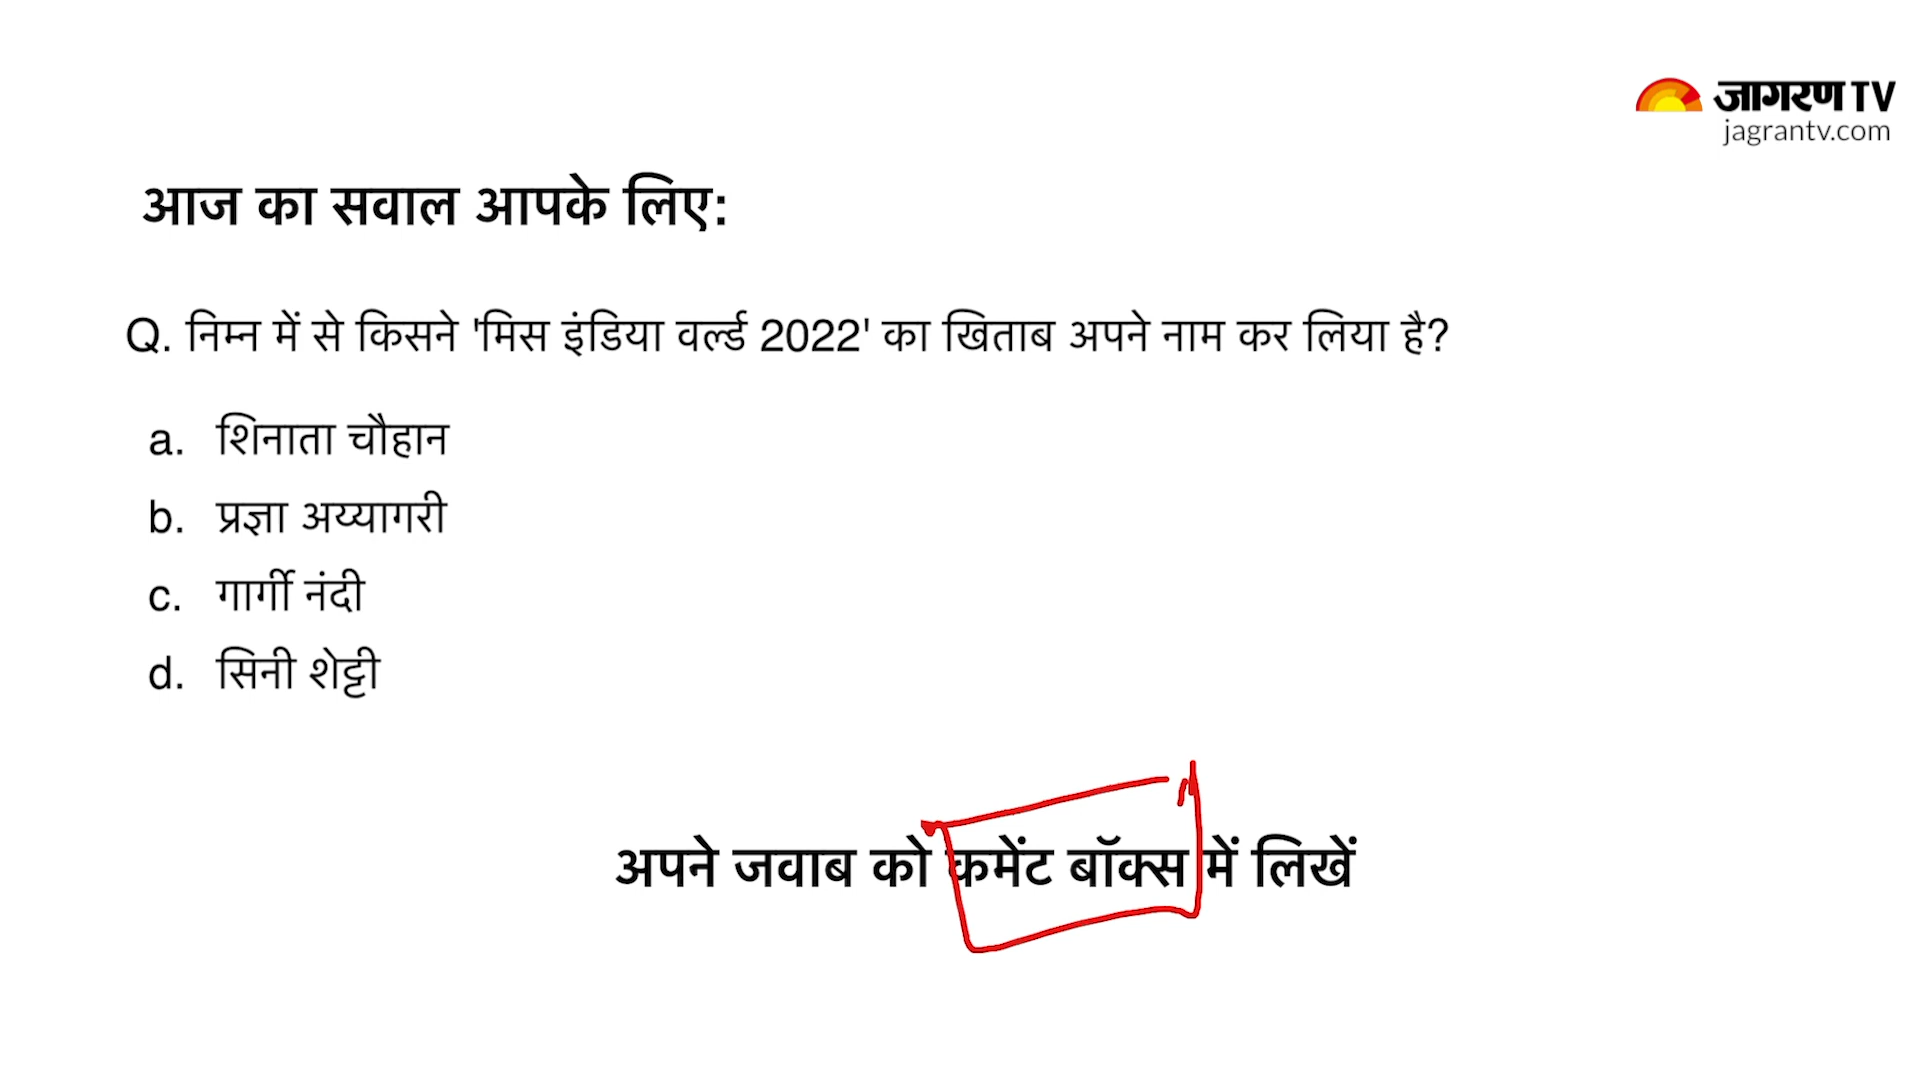 जागरण TV
jagrantv.com
आज का सवाल आपके लिए:
Q. निम्न में से किसने 'मिस इंडिया वर्ल्ड 2022' का खिताब अपने नाम कर लिया है?
a. शिनाता चौहान
b. प्रज्ञा अय्यागरी
c. गार्गी नंदी
d. सिनी शेट्टी
अपने जवाब को कमेंट बॉक्स में लिखें